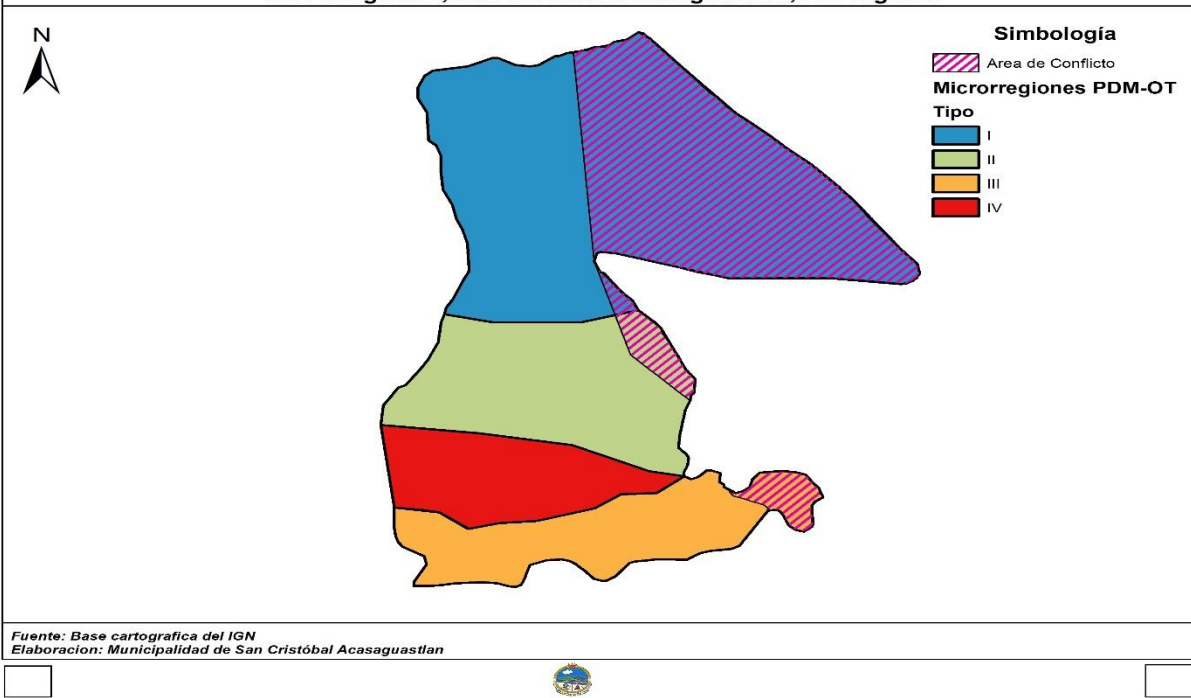 N
Simbología
Area de Conflicto
Microrregiones PDM-OT
Tipo
I
II
III
IV
Fuente: Base cartografica del IGN
Elaboracion: Municipalidad de San Cristóbal Acasaguastlan